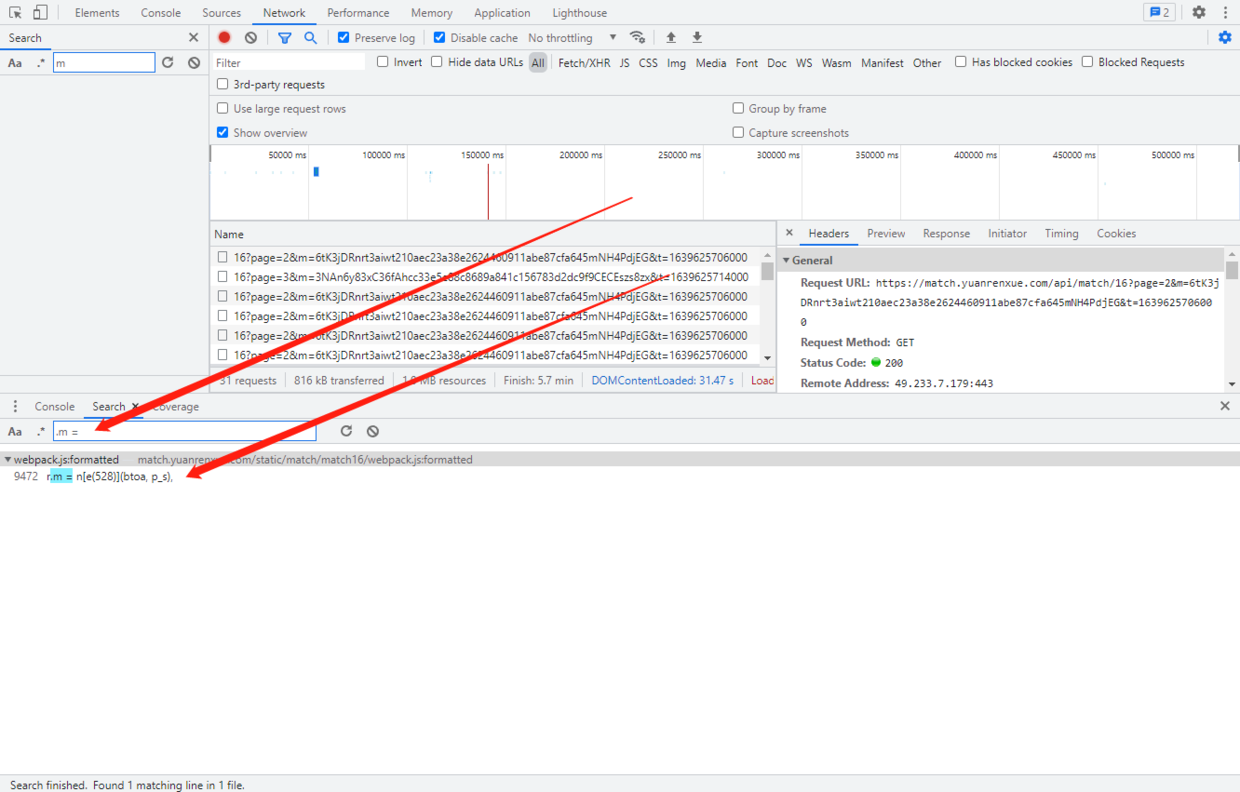 Elements Console Sources Network Performance Memory Application Lighthouse 2
Search
Preserve log Disable cache No throttling
Aa .* m
Filter Invert Hide data URLs All Fetch/XHR JS CSS Img Media Font Doc WS Wasm Manifest Other Has blocked cookies Blocked Requests
3rd-party requests
Use large request rows Group by frame
Show overview Capture screenshots
50000 ms 100000 ms 150000 ms 200000 ms 250000 ms 300000 ms 350000 ms 400000 ms 450000 ms 500000 ms
Name
16?page=2&m=6tK3jDRnrt3aiwt210aec23a38e2624460911abe87cfa645mNH4PdjEG&t=1639625706000
16?page=3&m=3NAn6y83xC36fAhcc33e5c88c8689a841c156783d2dc9f9CECEszs8zx&t=1639625714000
16?page=2&m=6tK3jDRnrt3aiwt210aec23a38e2624460911abe87cfa645mNH4PdjEG&t=1639625706000
16?page=2&m=6tK3jDRnrt3aiwt210aec23a38e2624460911abe87cfa645mNH4PdjEG&t=1639625706000
16?page=2&m=6tK3jDRnrt3aiwt210aec23a38e2624460911abe87cfa645mNH4PdjEG&t=1639625706000
16?page=2&m=6tK3jDRnrt3aiwt210aec23a38e2624460911abe87cfa645mNH4PdjEG&t=1639625706000
31 requests 816 kB transferred MB resources Finish: 5.7 min DOMContentLoaded: 31.47 s Load
Headers Preview Response Initiator Timing Cookies
General
Request URL: https://match.yuanrenxue.com/api/match/16?page=2&m=6tK3j
DRnrt3aiwt210aec23a38e2624460911abe87cfa645mNH4PdjEG&t=163962570600
0
Request Method: GET
Status Code: 200
Remote Address: 49.233.7.179:443
Console Search Coverage
Aa .* .m =
webpack.js:formatted match.yuanrenxue.com/static/match/match16/webpack.js:formatted
9472 r.m = n[e(528)](btoa, p_s),
Search finished. Found 1 matching line in 1 file.